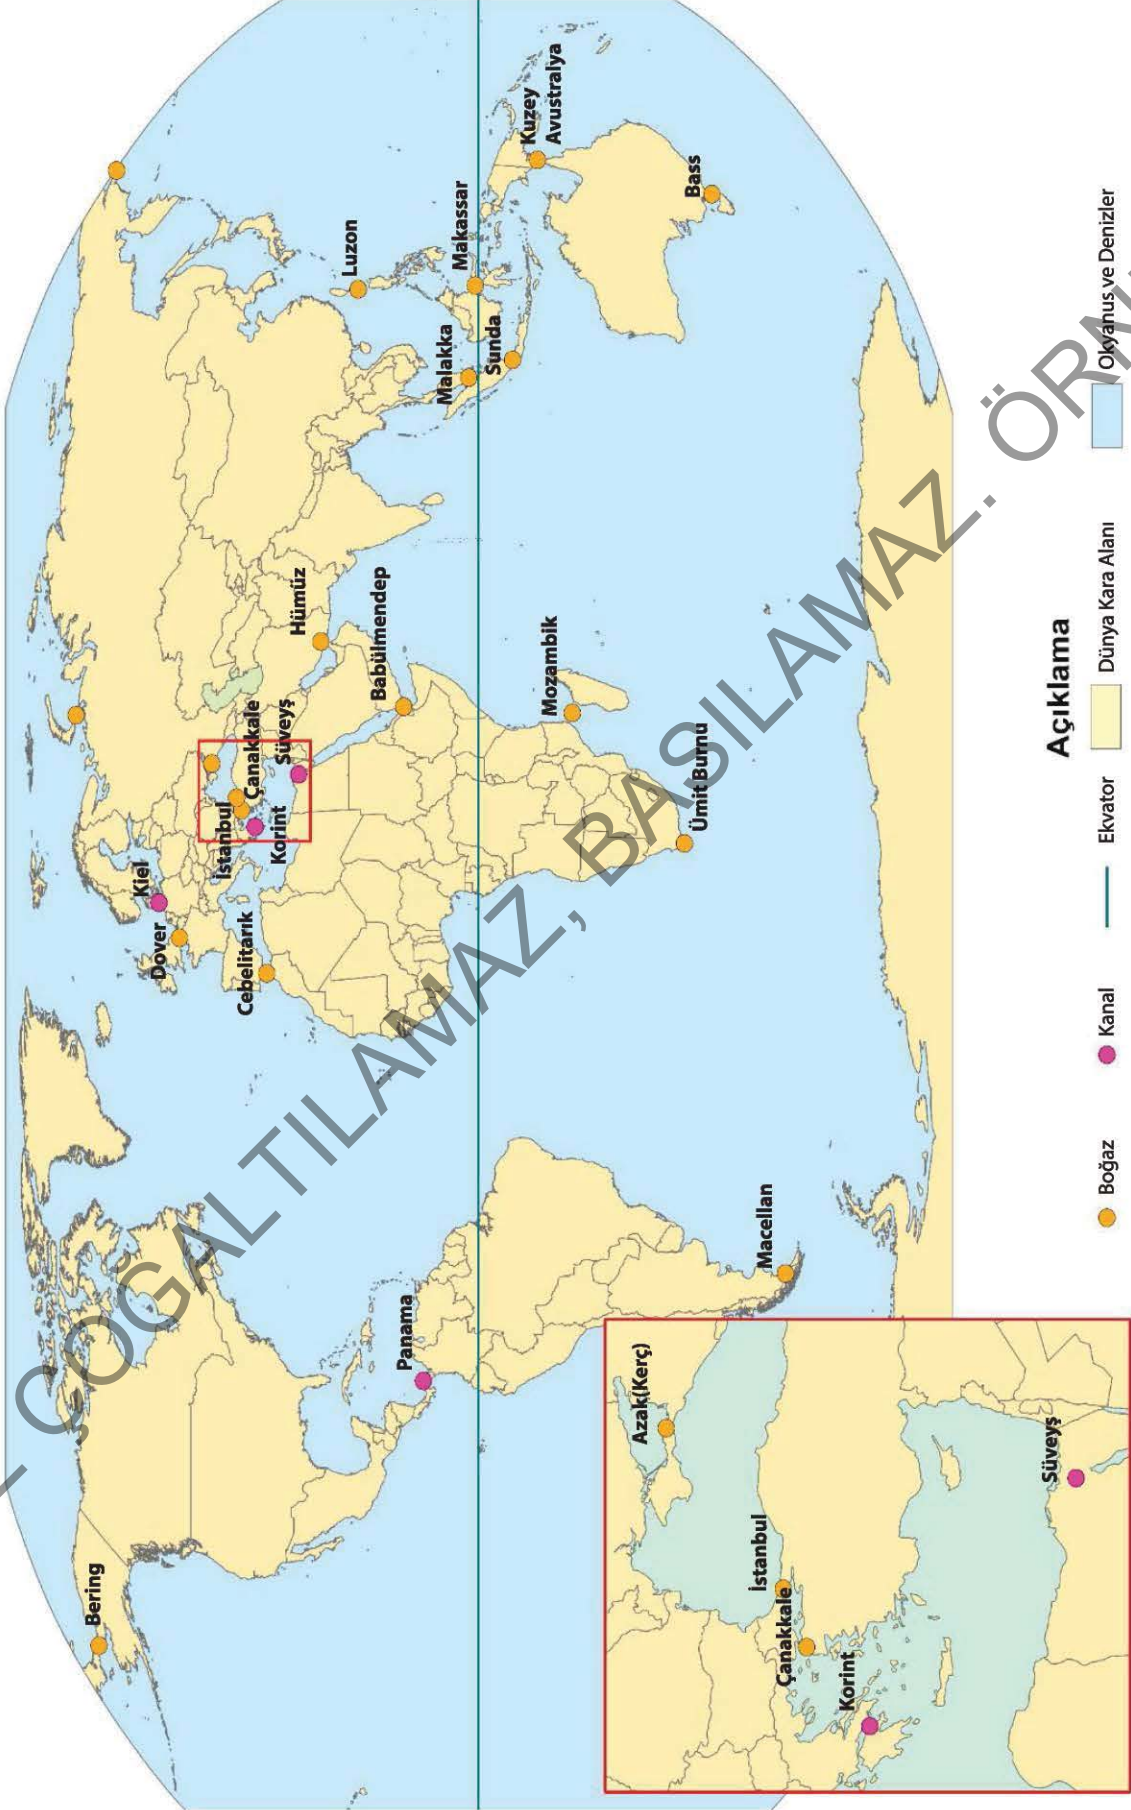 Bering
Kiel
Dover
Cebelitarık
İstanbul
Çanakkale
Korint
Süveyş
Hümüz
Babülmendep
Luzon
Malakka
Makassar
Sunda
Kuzey
Avustralya
Bass
Panama
Mozambik
Ümit Burnu
Macellan
Azak(Kerç)
İstanbul
Çanakkale
Korint
Süveyş
Açıklama
Boğaz
Kanal
Ekvator
Dünya Kara Alanı
Okyanus ve Denizler
ÇOĞALTILAMAZ, BASILAMAZ.